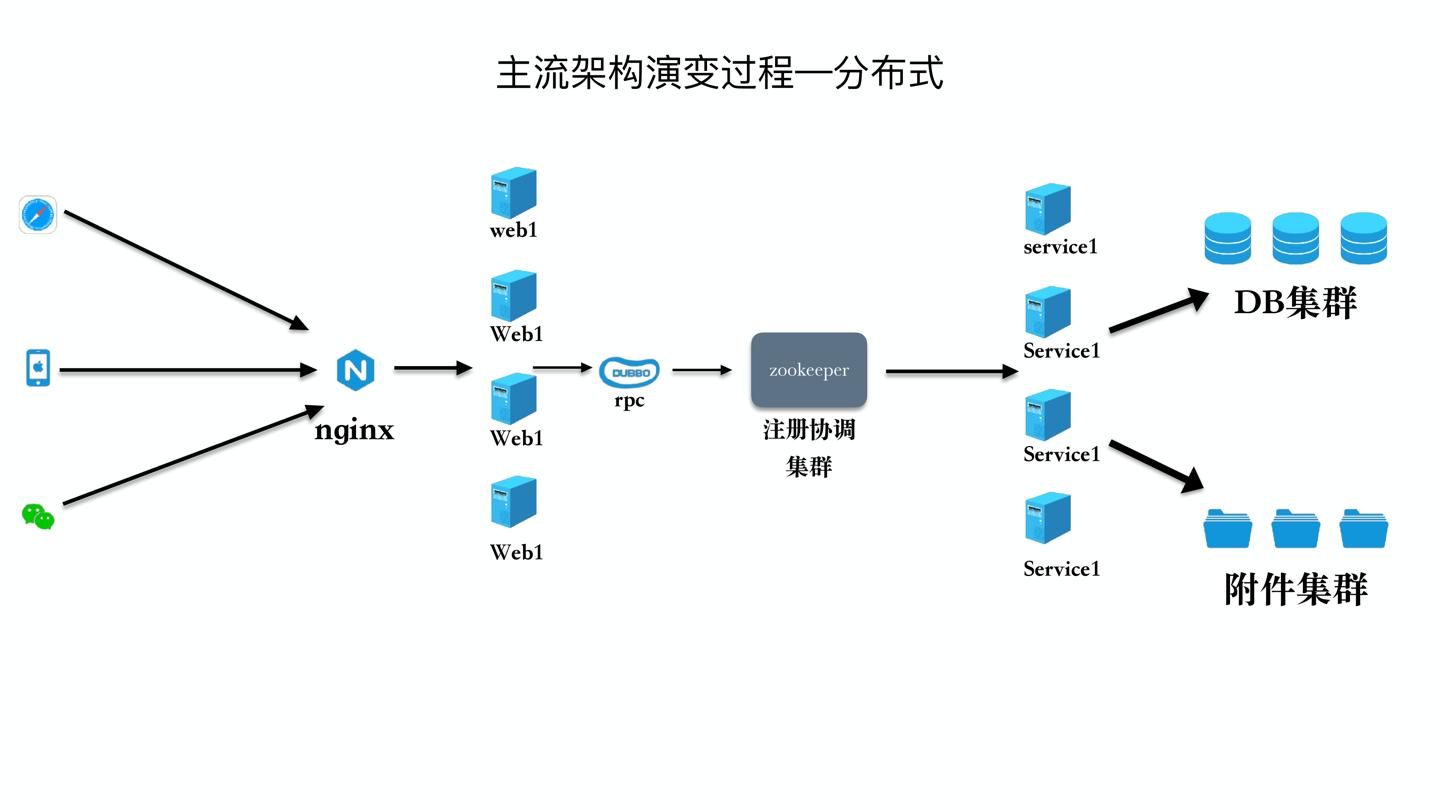 主流架构演变过程—分布式
web1
Web1
Web1
Web1
N
nginx
DUBBO
rpc
zookeeper
注册协调
集群
service1
Service1
Service1
Service1
DB集群
附件集群